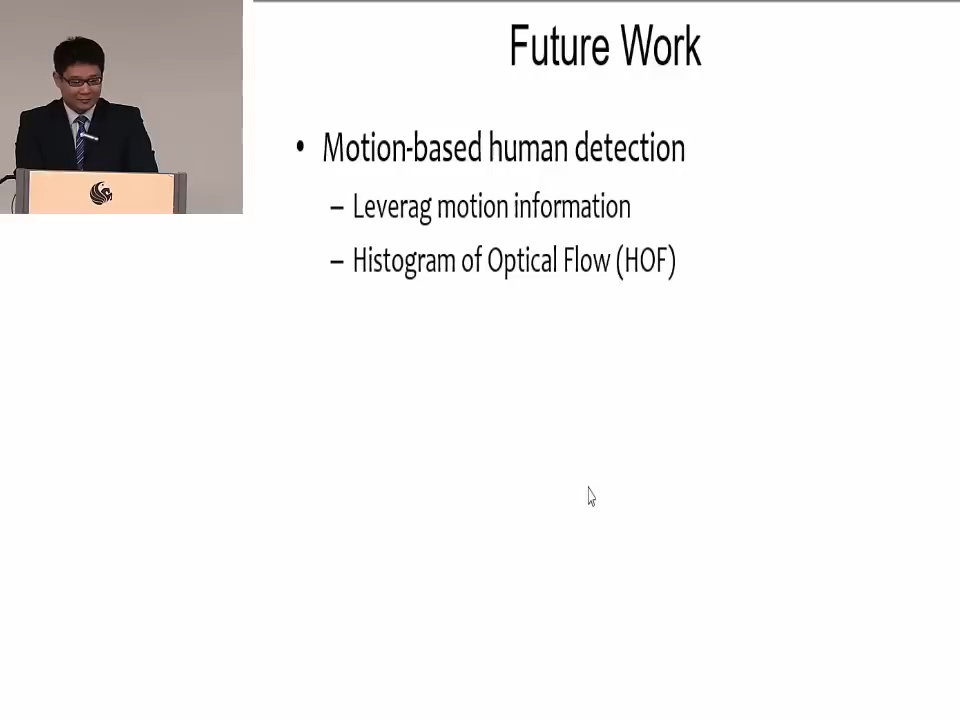 Future Work
• Motion-based human detection
– Leverag motion information
– Histogram of Optical Flow (HOF)